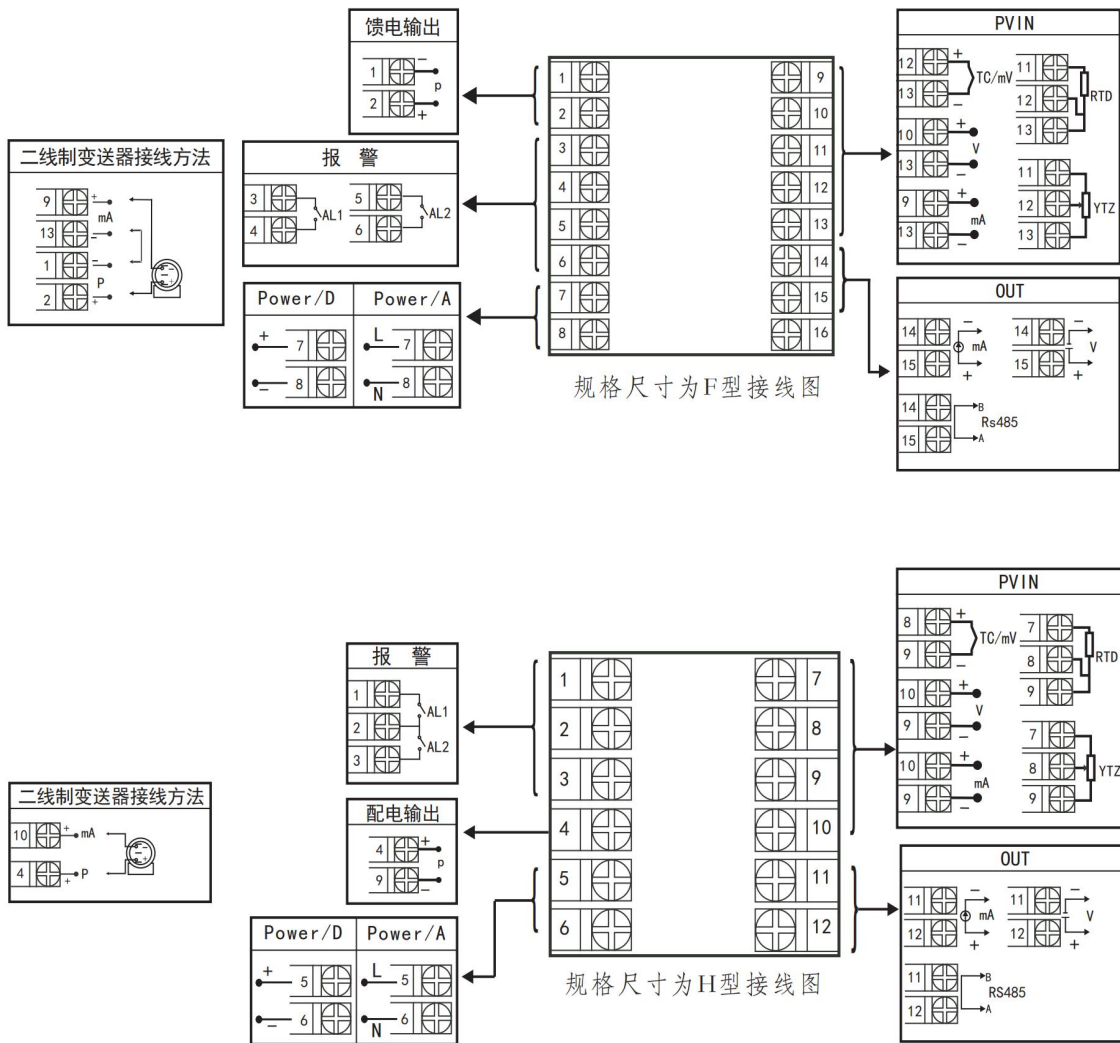 馈电输出
1 −
p
2 +
二线制变送器接线方法
9 +
mA
13 −
1 −
P
2 +
报 警
3 5
AL1 AL2
4 6
Power/D Power/A
+ 7 L 7
− 8 N 8
1 9
2 10
3 11
4 12
5 13
6 14
7 15
8 16
规格尺寸为F型接线图
PVIN
12 + 11
TC/mV RTD
13 − 12
10 + 13
V
13 −
9 + 11
mA 12 YTZ
13 − 13
OUT
14 − 14 −
mA V
15 + 15 +
14 B
Rs485
15 A
报 警
1
AL1
2
AL2
3
二线制变送器接线方法
10 + mA
4 + P
配电输出
4 +
p
9 −
Power/D Power/A
+ 5 L 5
− 6 N 6
1 7
2 8
3 9
4 10
5 11
6 12
规格尺寸为H型接线图
PVIN
8 + 7
TC/mV RTD
9 − 8
10 + 9
V
9 −
10 + 7
mA 8 YTZ
9 − 9
OUT
11 − 11 −
mA V
12 + 12 +
11 B
RS485
12 A